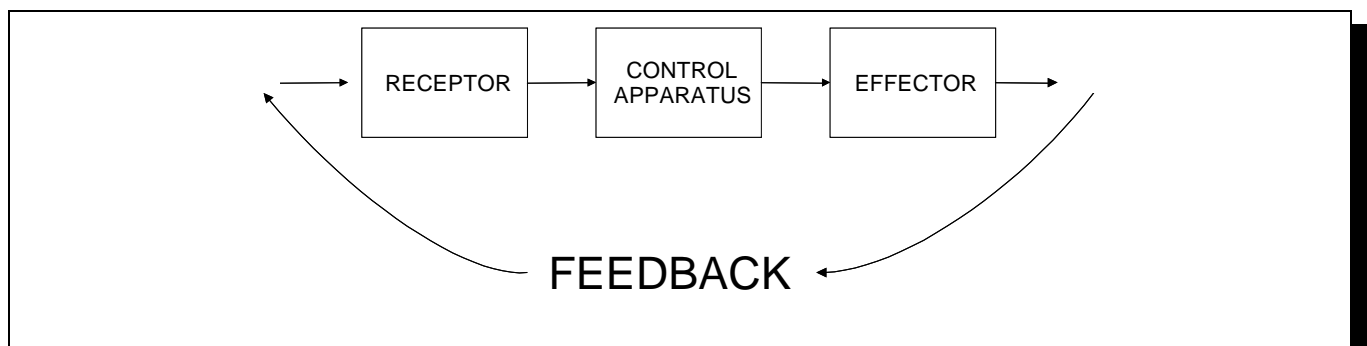 RECEPTOR
CONTROL
APPARATUS
EFFECTOR
FEEDBACK